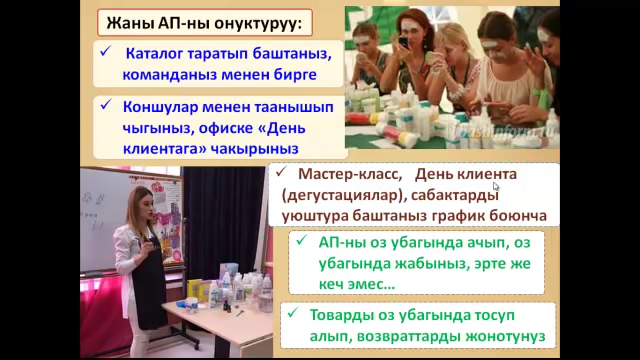 Жаны АП-ны онуктуруу:
✓ Каталог таратып баштаныз,
команданыз менен бирге
✓ Коншулар менен таанышып
чыгыныз, офиске «День
клиентага» чакырыныз
✓ Мастер-класс, День клиента
(дегустациялар), сабактарды
уюштура баштаныз график боюнча
✓ АП-ны оз убагында ачып, оз
убагында жабыныз, эрте же
кеч эмес…
✓ Товарды оз убагында тосуп
алып, возвраттарды жонотунуз